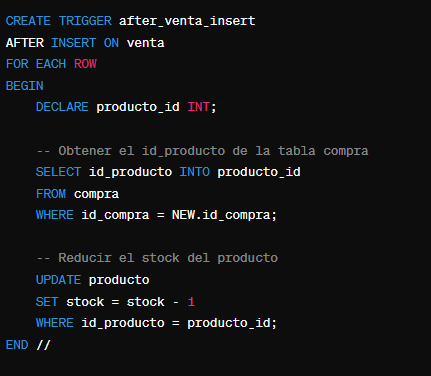 CREATE TRIGGER after_venta_insert
AFTER INSERT ON venta
FOR EACH ROW
BEGIN
    DECLARE producto_id INT;

    -- Obtener el id_producto de la tabla compra
    SELECT id_producto INTO producto_id
    FROM compra
    WHERE id_compra = NEW.id_compra;

    -- Reducir el stock del producto
    UPDATE producto
    SET stock = stock - 1
    WHERE id_producto = producto_id;
END //